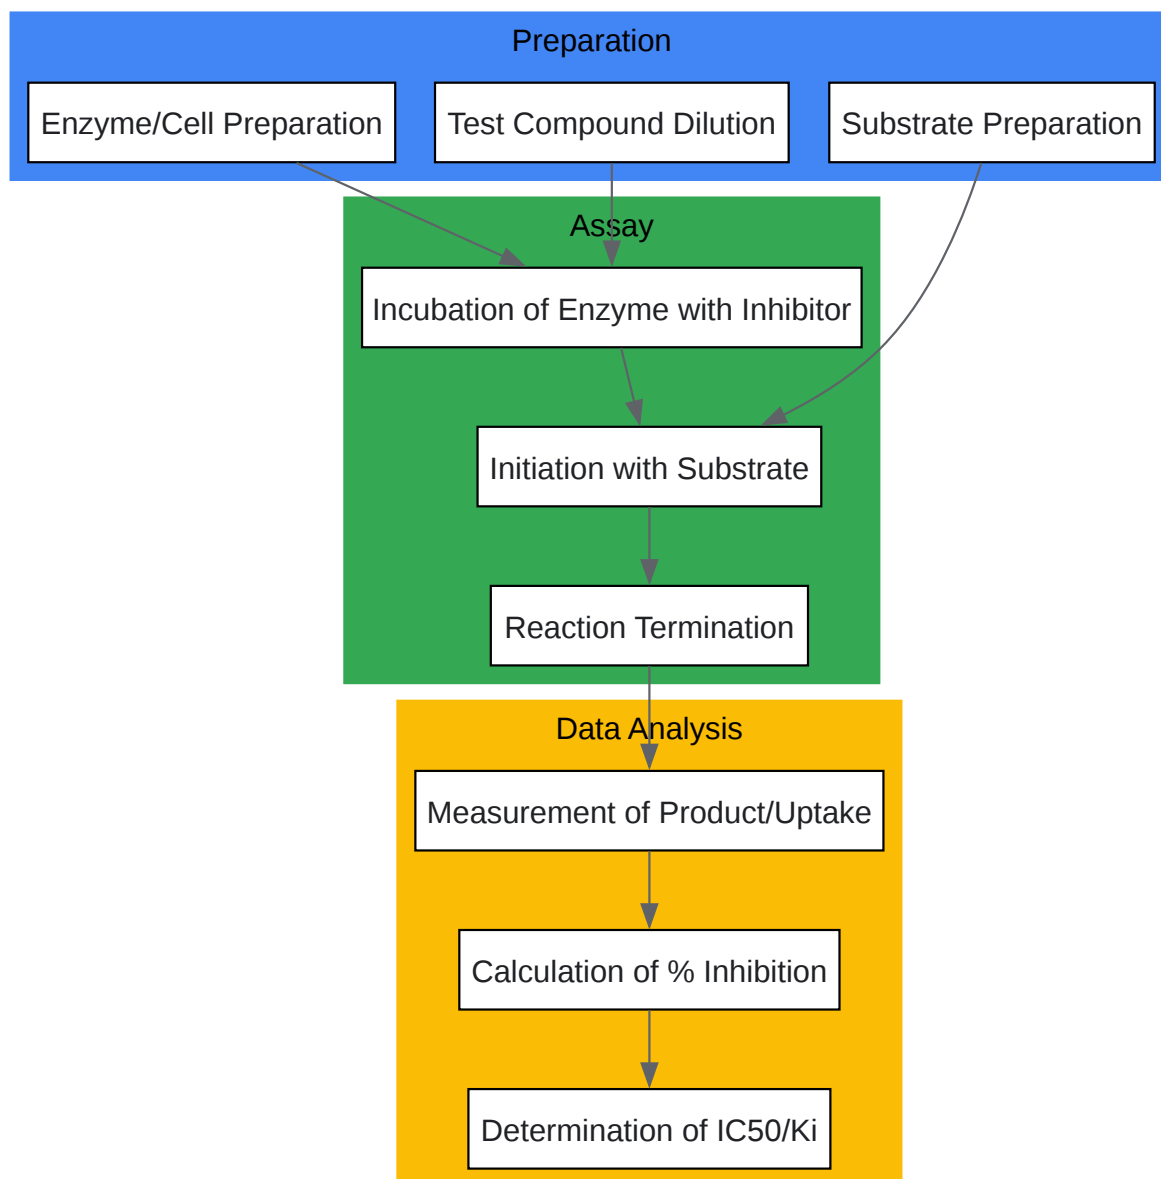 Preparation
Enzyme/Cell Preparation
Test Compound Dilution
Substrate Preparation
Assay
Incubation of Enzyme with Inhibitor
Initiation with Substrate
Reaction Termination
Data Analysis
Measurement of Product/Uptake
Calculation of % Inhibition
Determination of IC50/Ki